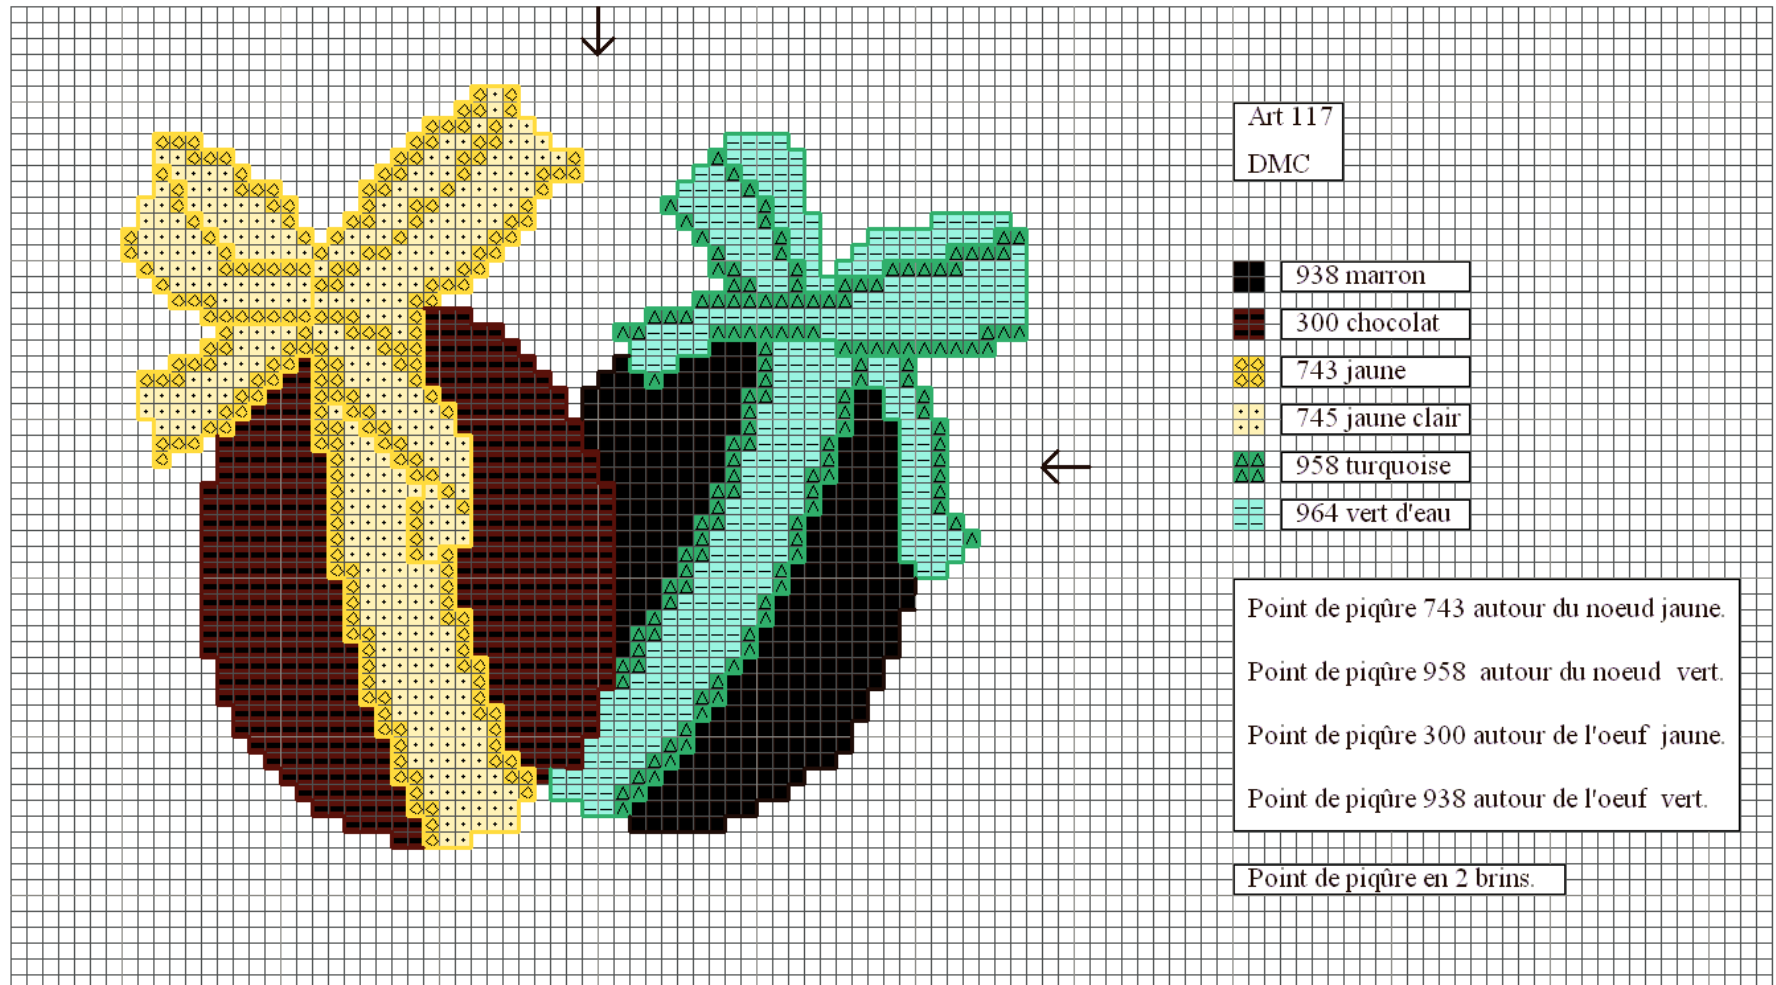 Art 117
DMC
938 marron
300 chocolat
743 jaune
745 jaune clair
958 turquoise
964 vert d'eau
Point de piqûre 743 autour du noeud jaune.
Point de piqûre 958 autour du noeud vert.
Point de piqûre 300 autour de l'oeuf jaune.
Point de piqûre 938 autour de l'oeuf vert.
Point de piqûre en 2 brins.